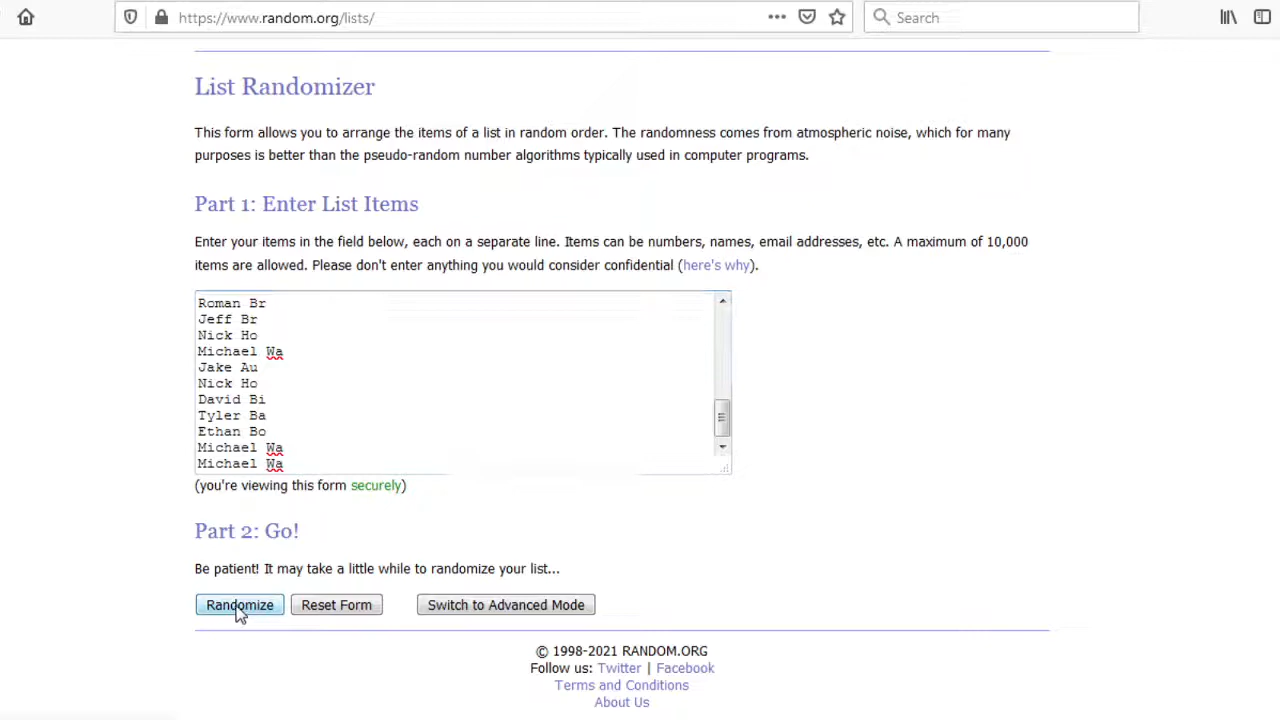 https://www.random.org/lists/
Search
List Randomizer
This form allows you to arrange the items of a list in random order. The randomness comes from atmospheric noise, which for many
purposes is better than the pseudo-random number algorithms typically used in computer programs.
Part 1: Enter List Items
Enter your items in the field below, each on a separate line. Items can be numbers, names, email addresses, etc. A maximum of 10,000
items are allowed. Please don't enter anything you would consider confidential (here's why).
Roman Br
Jeff Br
Nick Ho
Michael Wa
Jake Au
Nick Ho
David Bi
Tyler Ba
Ethan Bo
Michael Wa
Michael Wa
(you're viewing this form securely)
Part 2: Go!
Be patient! It may take a little while to randomize your list...
Randomize Reset Form Switch to Advanced Mode
© 1998-2021 RANDOM.ORG
Follow us: Twitter | Facebook
Terms and Conditions
About Us